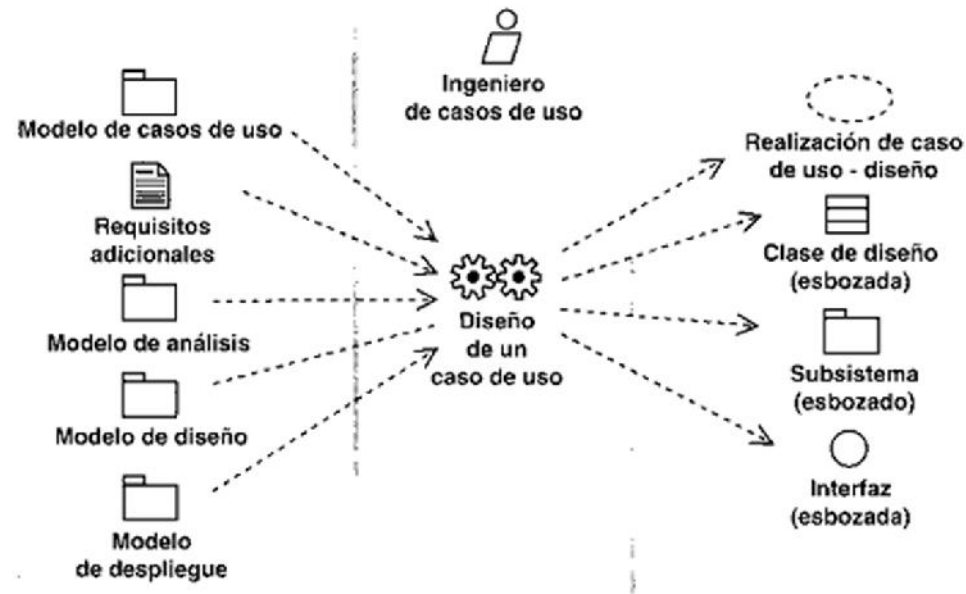 Ingeniero
de casos de uso
Modelo de casos de uso
Requisitos
adicionales
Modelo de análisis
Modelo de diseño
Modelo
de despliegue
Diseño
de un
caso de uso
Realización de caso
de uso - diseño
Clase de diseño
(esbozada)
Subsistema
(esbozado)
Interfaz
(esbozada)